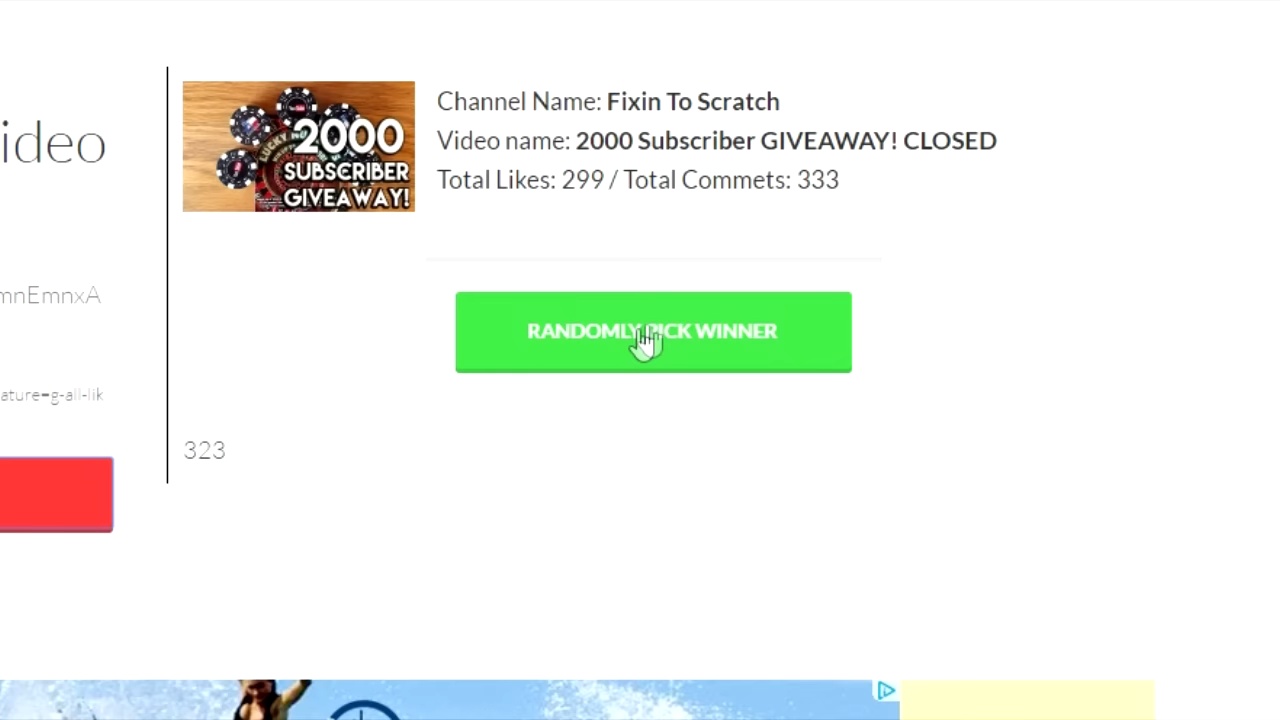 ideo
mnEmnxA
ature=g-all-lik
2000
SUBSCRIBER
GIVEAWAY!
LUCKY
Channel Name: Fixin To Scratch
Video name: 2000 Subscriber GIVEAWAY! CLOSED
Total Likes: 299 / Total Commets: 333
RANDOMLY PICK WINNER
323